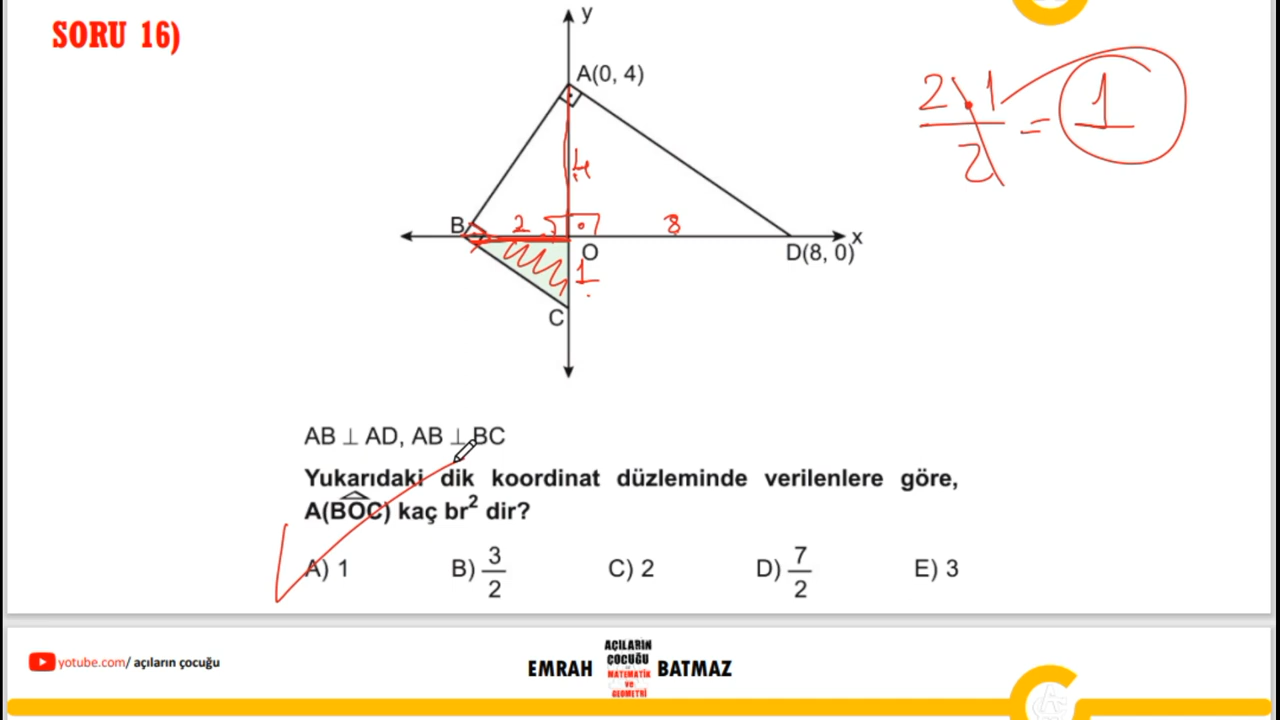 SORU 16)
y
A(0, 4)
2 . 1
2
= 1
4
B
2
8
x
O
D(8, 0)
1
C
AB ⊥ AD, AB ⊥ BC
Yukarıdaki dik koordinat düzleminde verilenlere göre,
A(BOC) kaç br² dir?
A) 1 B) 3/2 C) 2 D) 7/2 E) 3
yotube.com/ açıların çocuğu
EMRAH
AÇILARIN
ÇOCUĞU
MATEMATİK
ve
GEOMETRİ
BATMAZ